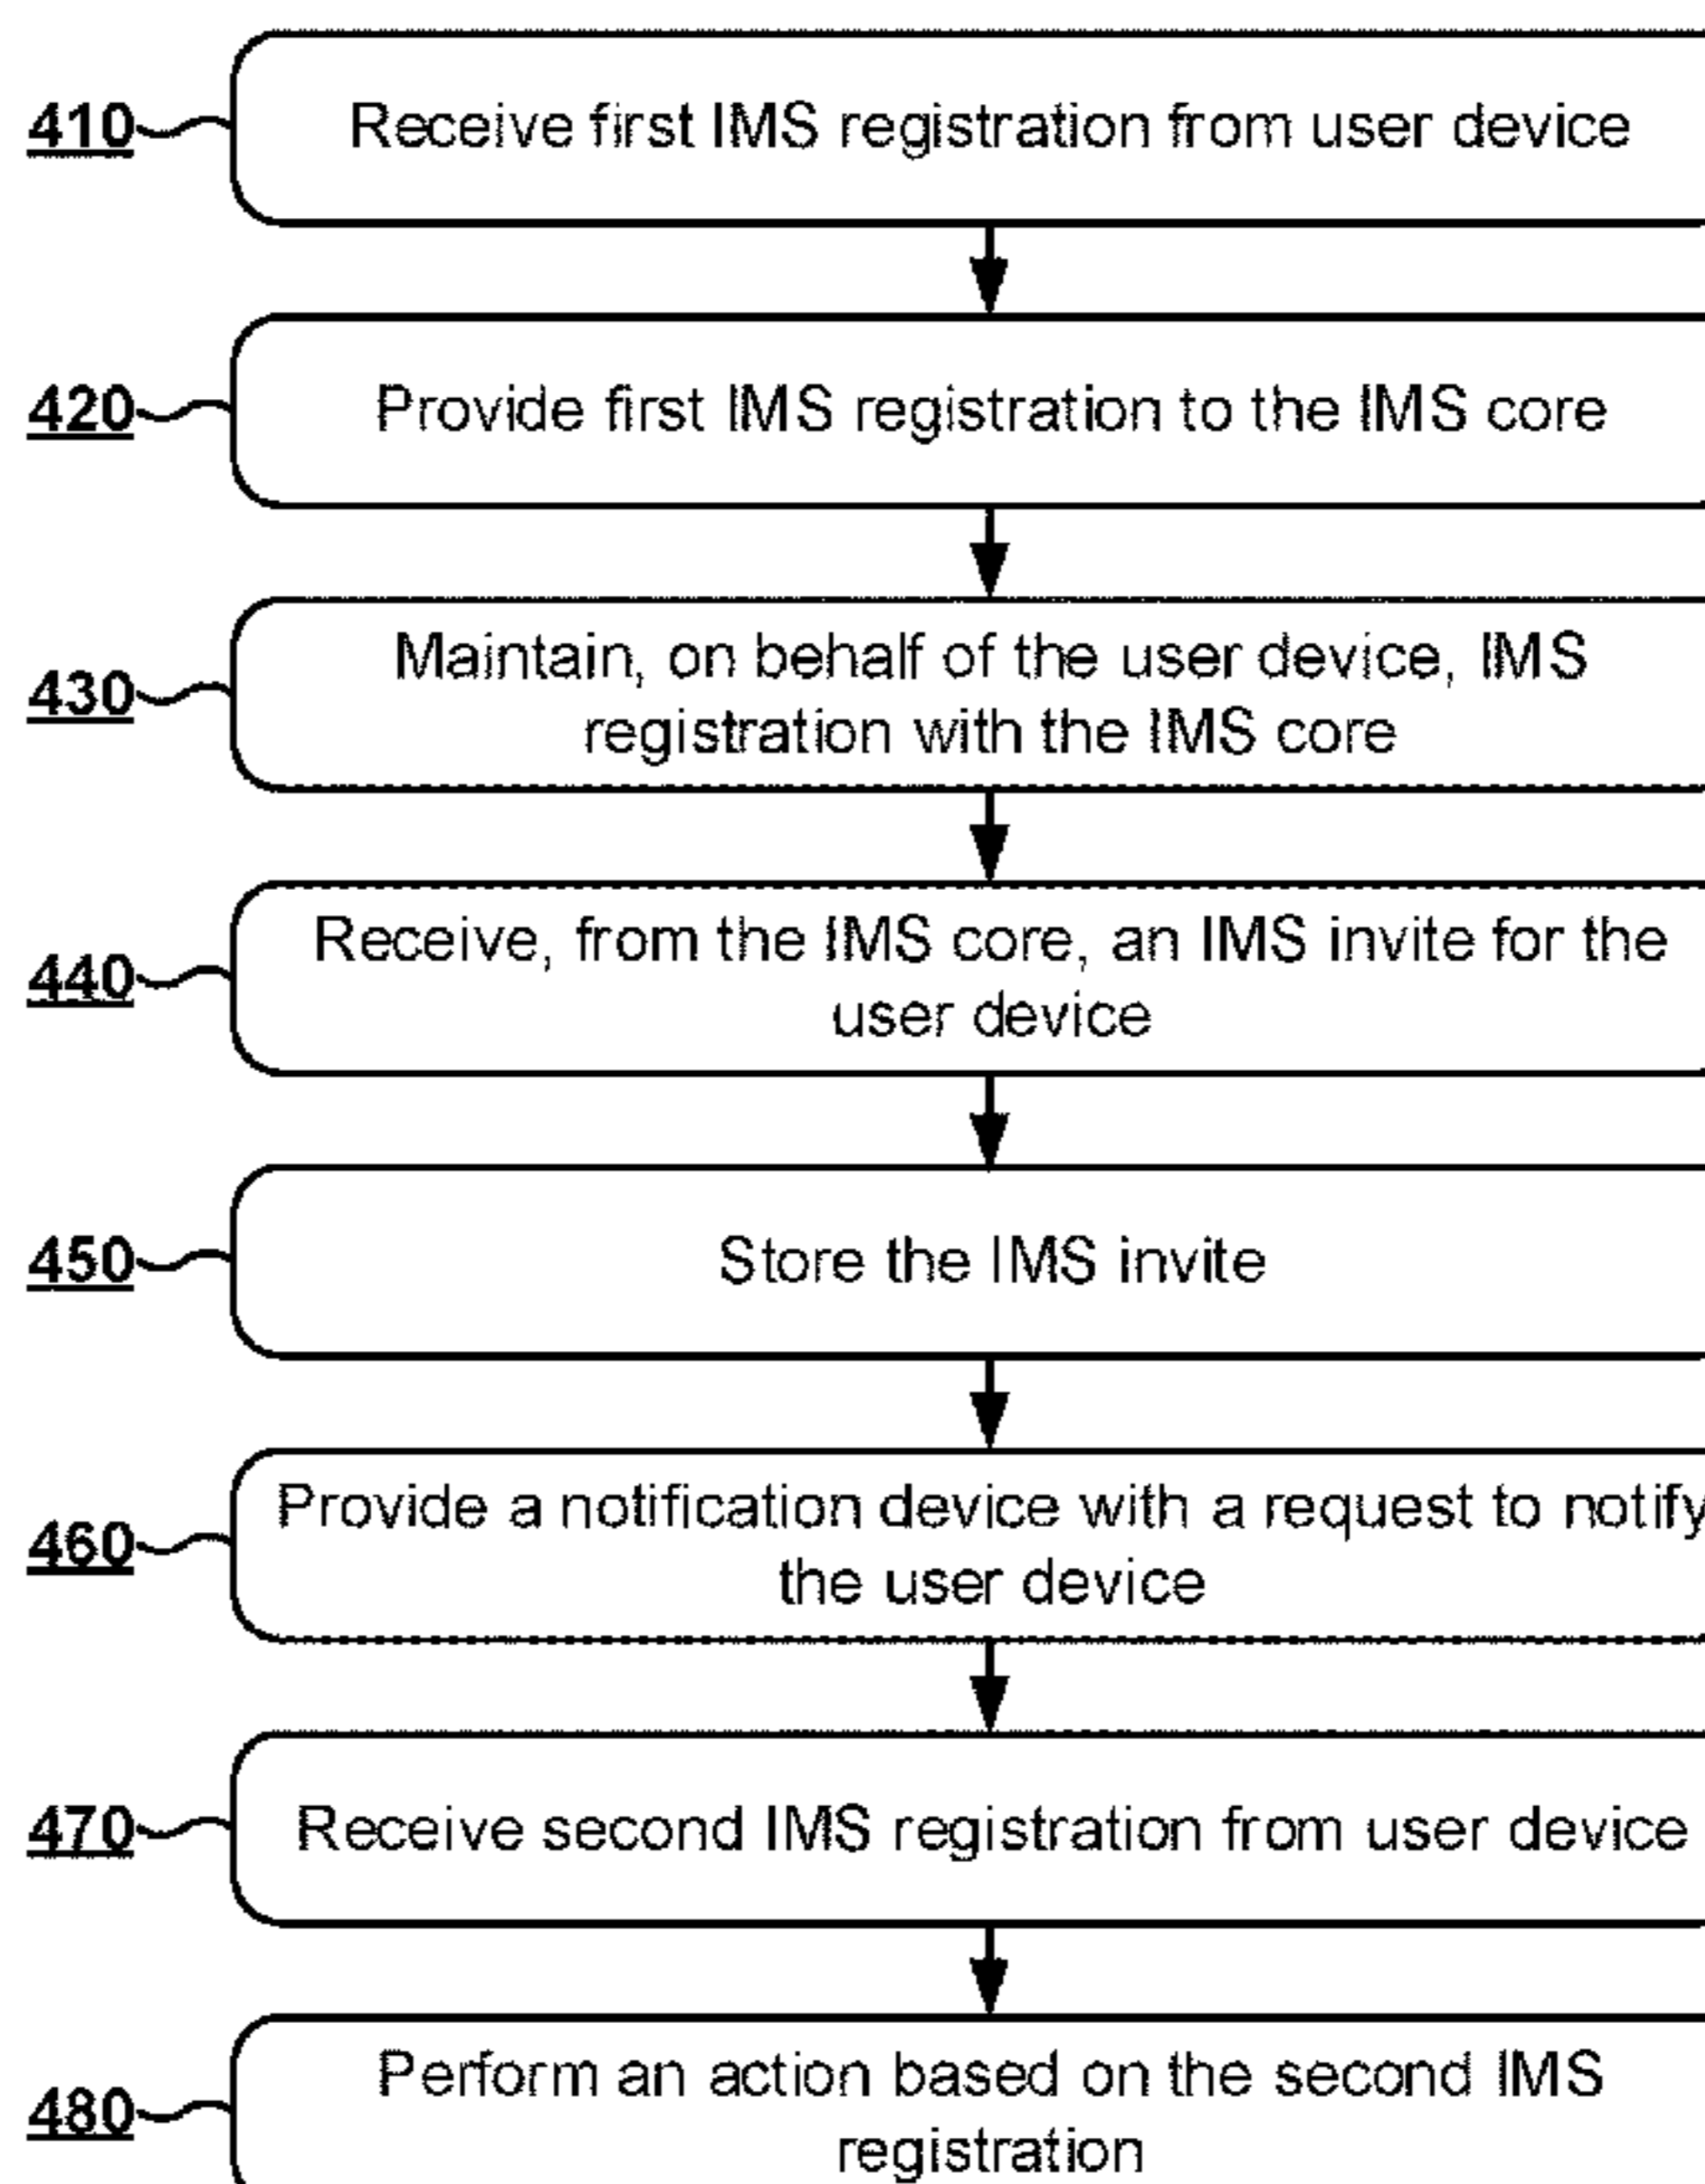 410
Receive first IMS registration from user device
420
Provide first IMS registration to the IMS core
430
Maintain, on behalf of the user device, IMS
registration with the IMS core
440
Receive, from the IMS core, an IMS invite for the
user device
450
Store the IMS invite
460
Provide a notification device with a request to notify
the user device
470
Receive second IMS registration from user device
480
Perform an action based on the second IMS
registration